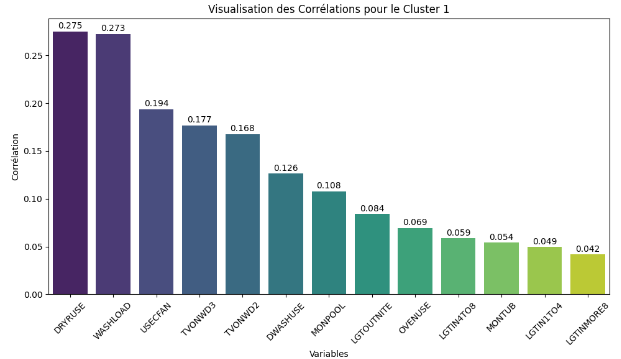 Visualisation des Corrélations pour le Cluster 1
0.275
0.273
0.194
0.177
0.168
0.126
0.108
0.084
0.069
0.059
0.054
0.049
0.042
Corrélation
0.25
0.20
0.15
0.10
0.05
0.00
DRYRUSE
WASHLOAD
USECFAN
TVONWD3
TVONWD2
DWASHUSE
MONPOOL
LGTOUTNITE
OVENUSE
LGTIN4TO8
MONTUB
LGTIN1TO4
LGTINMORE8
Variables